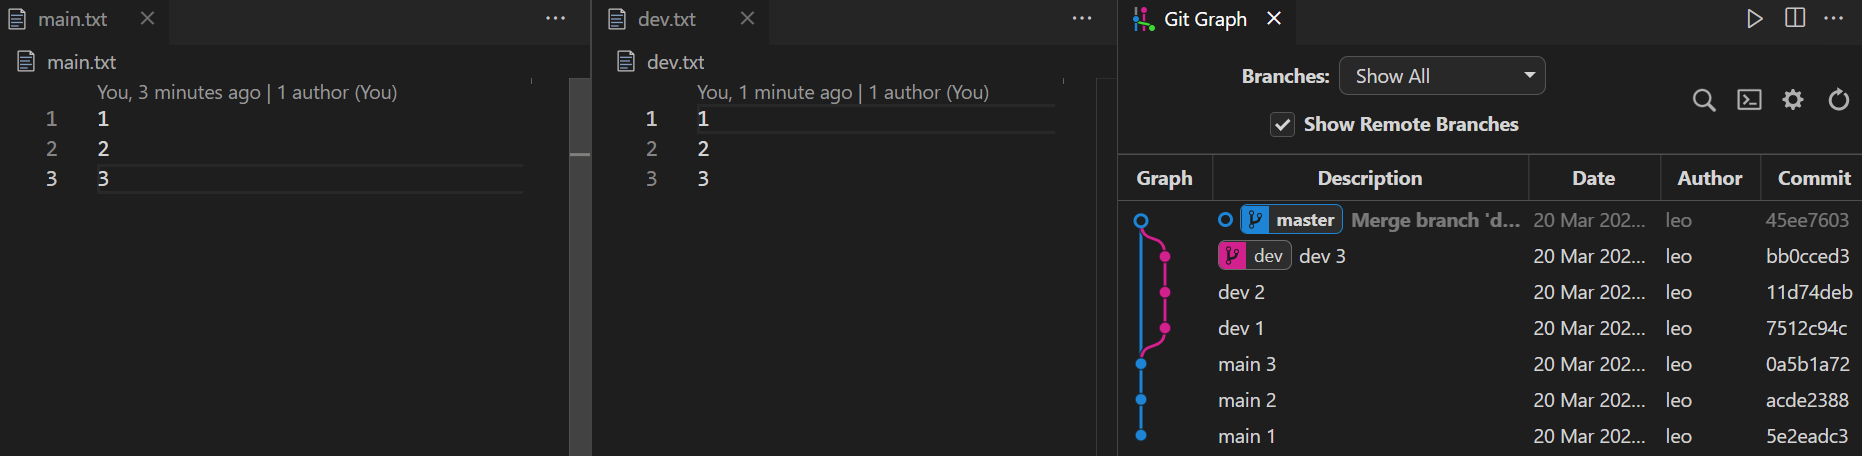 main.txt
main.txt
You, 3 minutes ago | 1 author (You)
1 1
2 2
3 3
dev.txt
dev.txt
You, 1 minute ago | 1 author (You)
1 1
2 2
3 3
Git Graph
Branches: Show All
Show Remote Branches
Graph Description Date Author Commit
master Merge branch 'd... 20 Mar 202... leo 45ee7603
dev dev 3 20 Mar 202... leo bb0cced3
dev 2 20 Mar 202... leo 11d74deb
dev 1 20 Mar 202... leo 7512c94c
main 3 20 Mar 202... leo 0a5b1a72
main 2 20 Mar 202... leo acde2388
main 1 20 Mar 202... leo 5e2eadc3